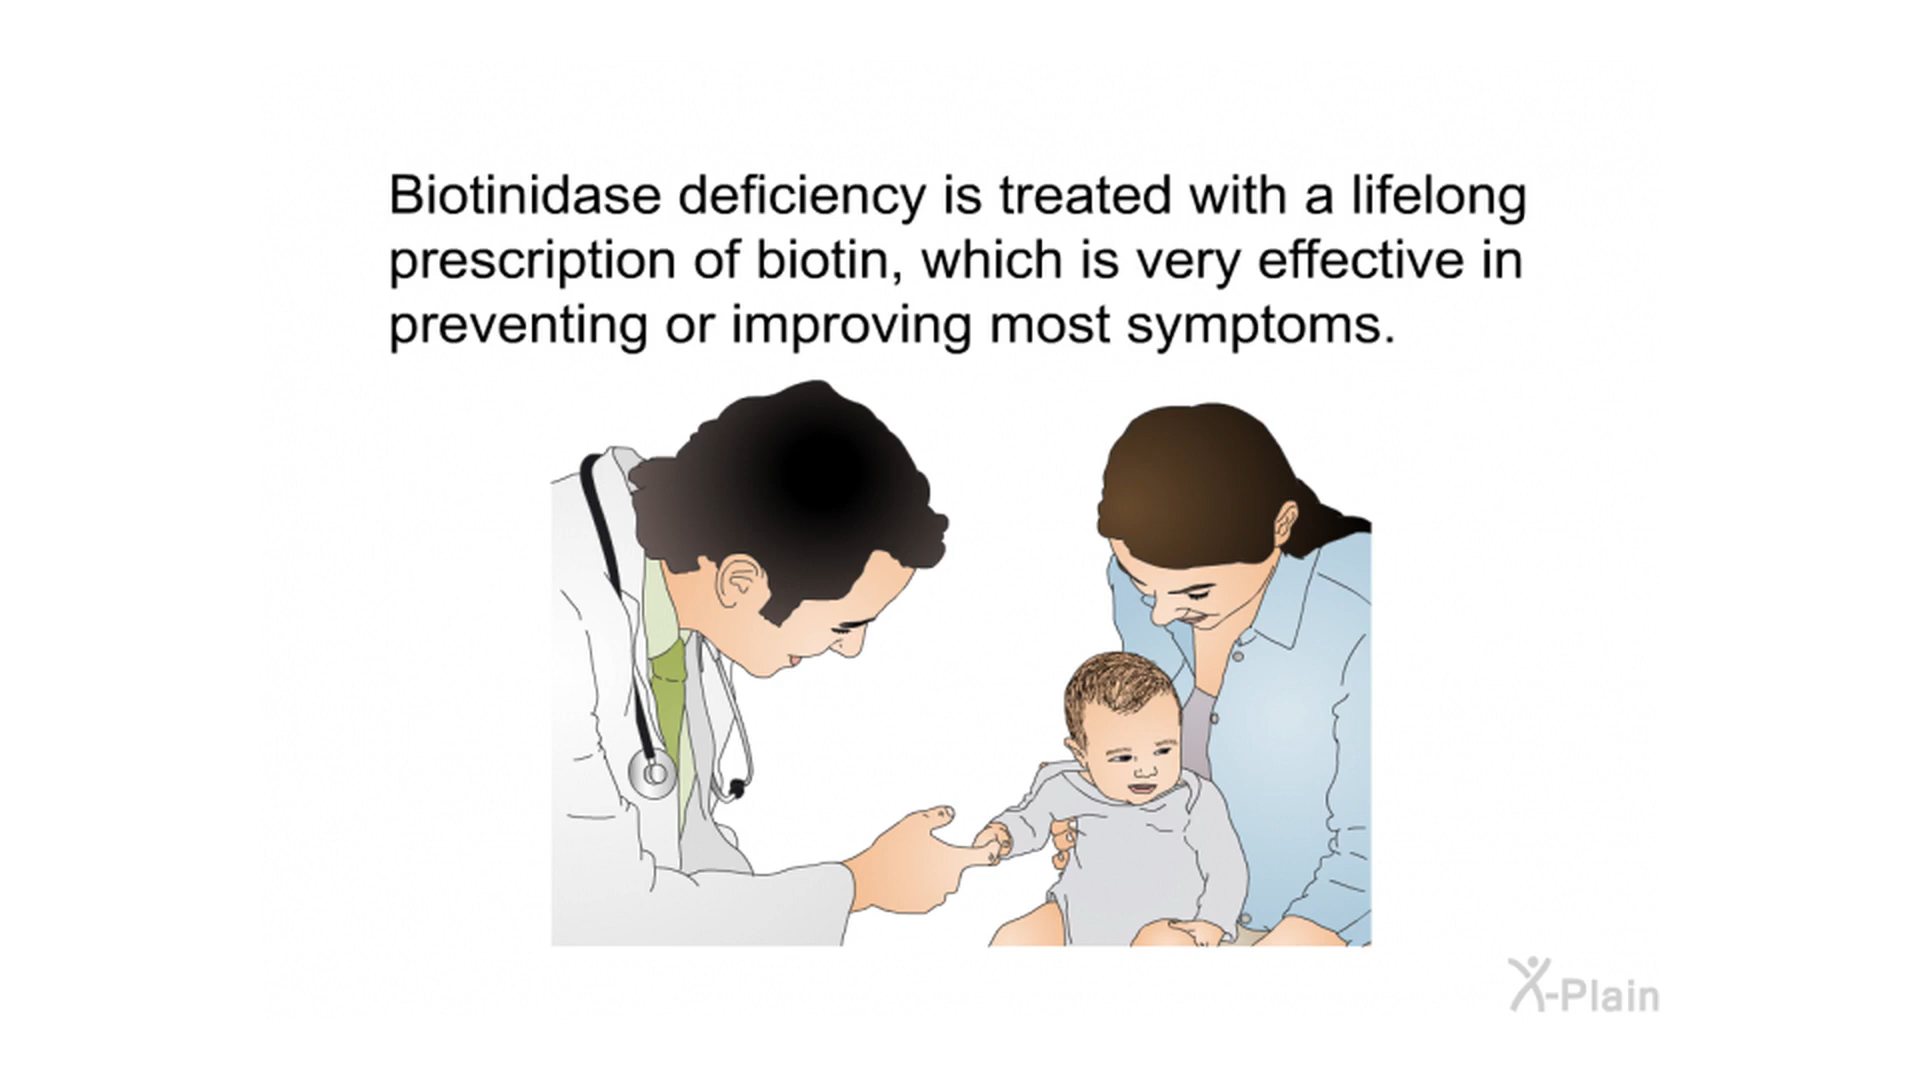 Biotinidase deficiency is treated with a lifelong
prescription of biotin, which is very effective in
preventing or improving most symptoms.
X-Plain